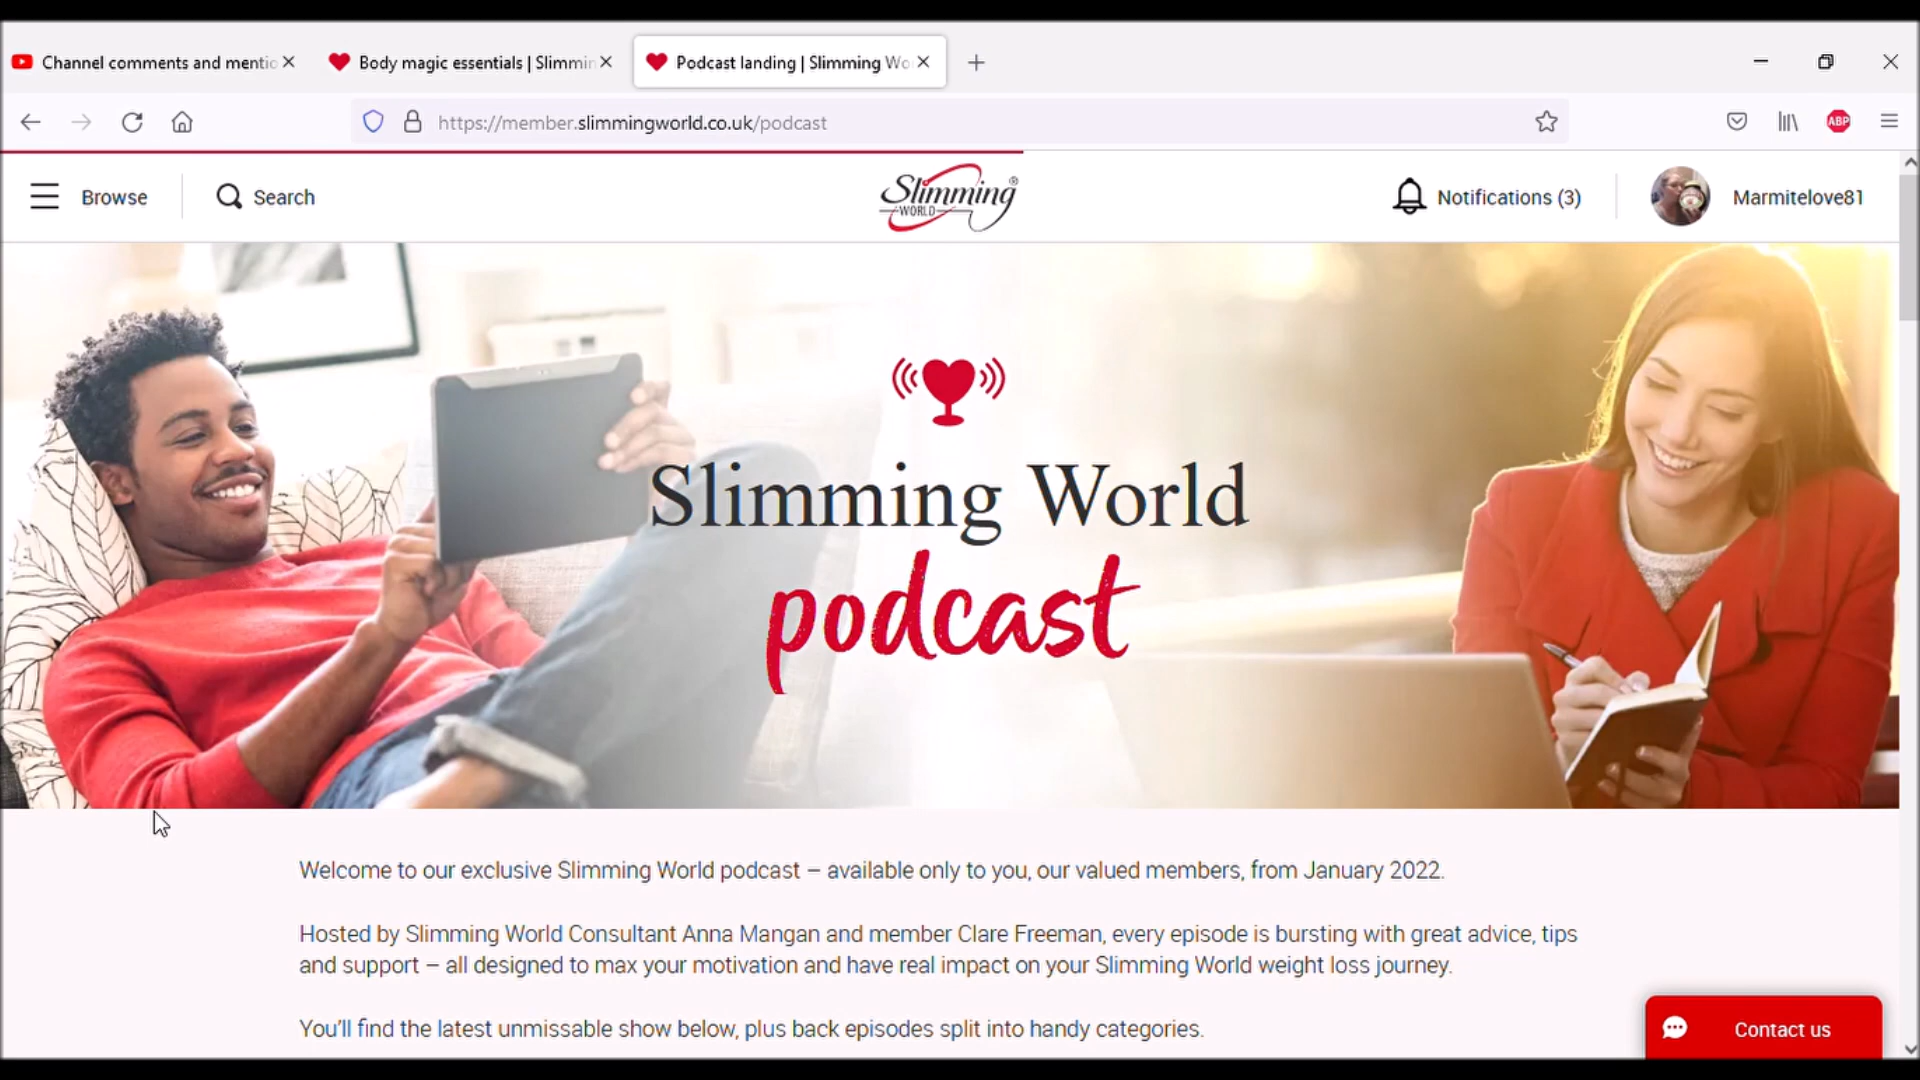 Channel comments and mentio
Body magic essentials | Slimmin
Podcast landing | Slimming Wo
https://member.slimmingworld.co.uk/podcast
ABP
Browse
Search
Slimming®
WORLD
Notifications (3)
Marmitelove81
Slimming World
podcast
Welcome to our exclusive Slimming World podcast – available only to you, our valued members, from January 2022.
Hosted by Slimming World Consultant Anna Mangan and member Clare Freeman, every episode is bursting with great advice, tips
and support – all designed to max your motivation and have real impact on your Slimming World weight loss journey.
You'll find the latest unmissable show below, plus back episodes split into handy categories.
Contact us